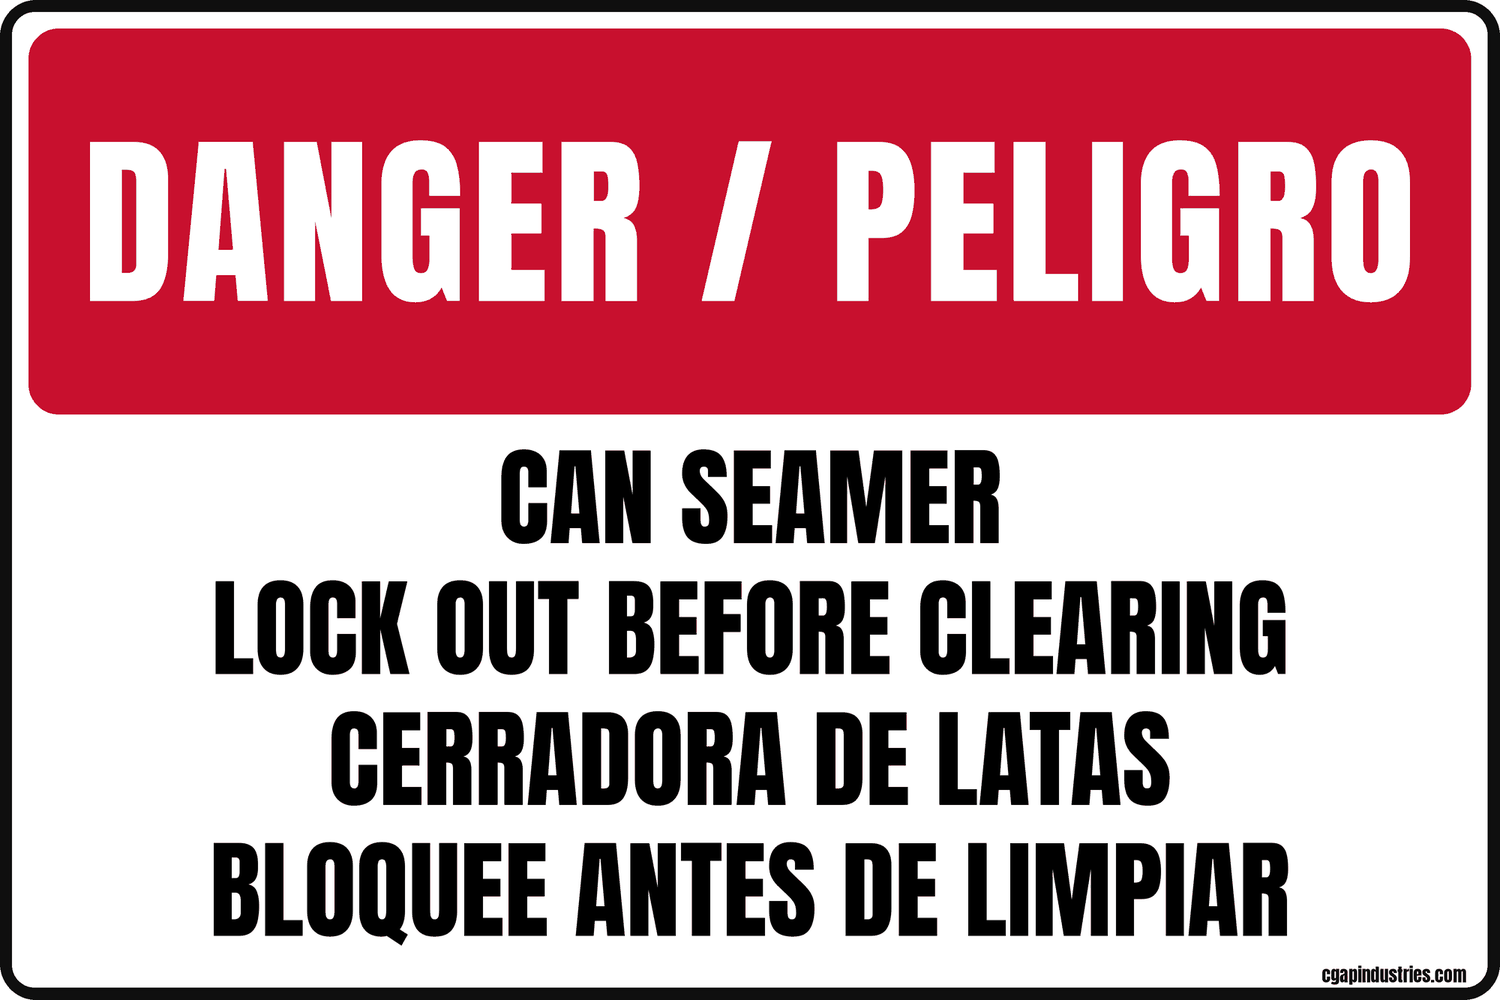 DANGER / PELIGRO
CAN SEAMER
LOCK OUT BEFORE CLEARING
CERRADORA DE LATAS
BLOQUEE ANTES DE LIMPIAR
cgapindustries.com